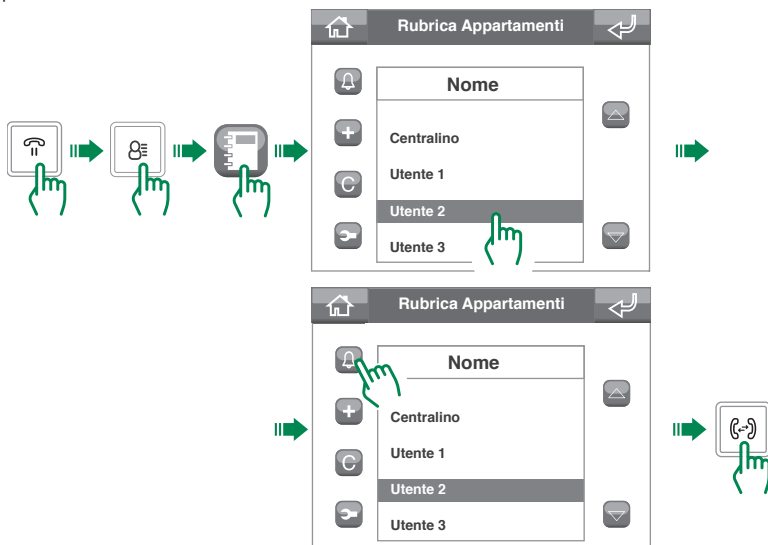 Rubrica Appartamenti
Nome
Centralino
Utente 1
Utente 2
Utente 3
Rubrica Appartamenti
Nome
Centralino
Utente 1
Utente 2
Utente 3